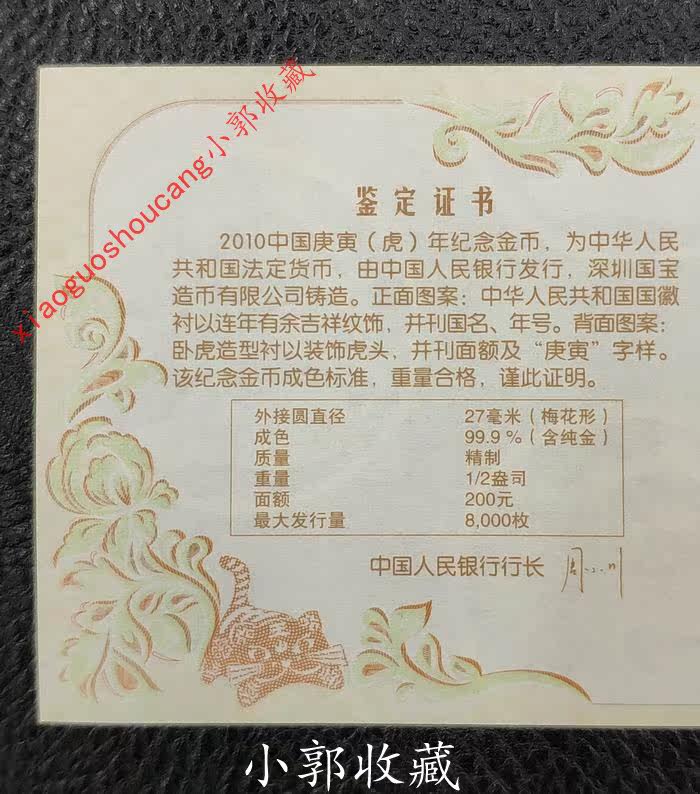 xiaoguoshoucang小郭收藏
鉴定证书
2010中国庚寅（虎）年纪念金币，为中华人民
共和国法定货币，由中国人民银行发行，深圳国宝
造币有限公司铸造。正面图案：中华人民共和国国徽
衬以连年有余吉祥纹饰，并刊国名、年号。背面图案：
卧虎造型衬以装饰虎头，并刊面额及“庚寅”字样。
该纪念金币成色标准，重量合格，谨此证明。
外接圆直径 27毫米（梅花形）
成色 99.9％（含纯金）
质量 精制
重量 1/2盎司
面额 200元
最大发行量 8,000枚
中国人民银行行长 周小川
小郭收藏